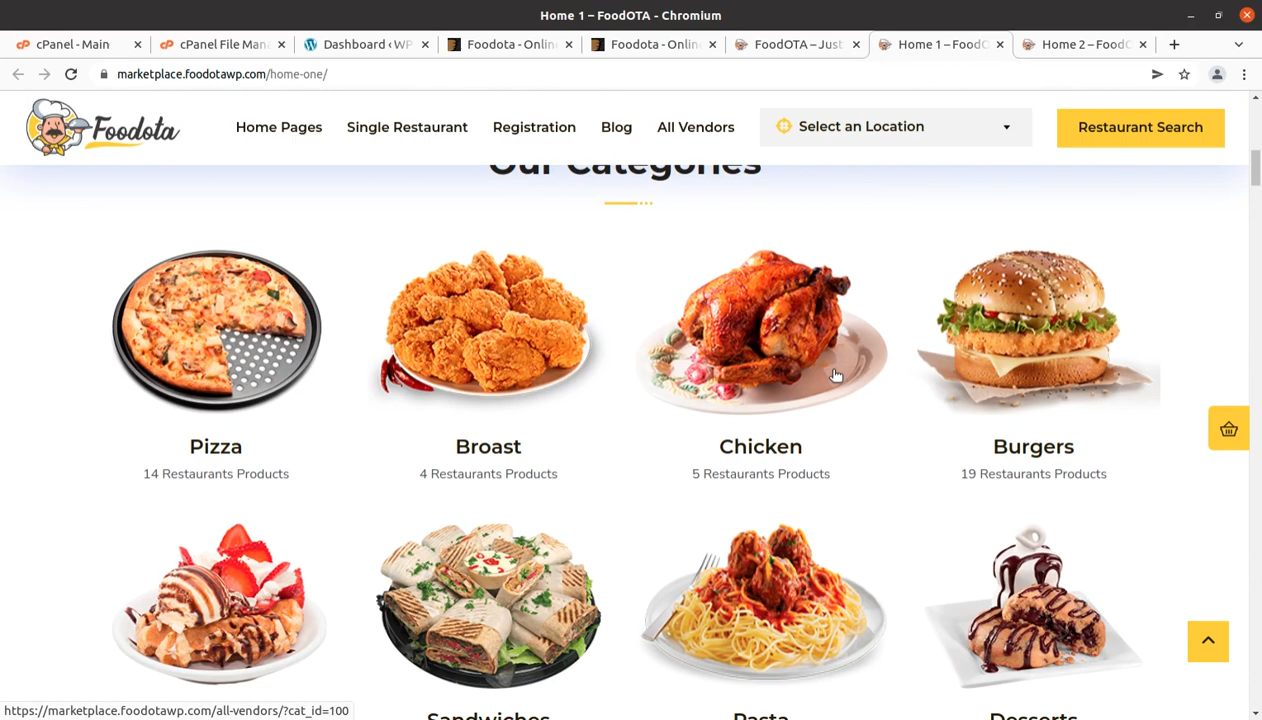 Home 1 – FoodOTA - Chromium
cPanel - Main
cPanel File Man
Dashboard ‹ WP
Foodota - Onlin
Foodota - Onlin
FoodOTA – Just
Home 1 – FoodO
Home 2 – FoodO
marketplace.foodotawp.com/home-one/
Foodota
Home Pages
Single Restaurant
Registration
Blog
All Vendors
Select an Location
Restaurant Search
Our Categories
Pizza
Broast
Chicken
Burgers
14 Restaurants Products
4 Restaurants Products
5 Restaurants Products
19 Restaurants Products
Sandwiches
Pasta
Desserts
https://marketplace.foodotawp.com/all-vendors/?cat_id=100